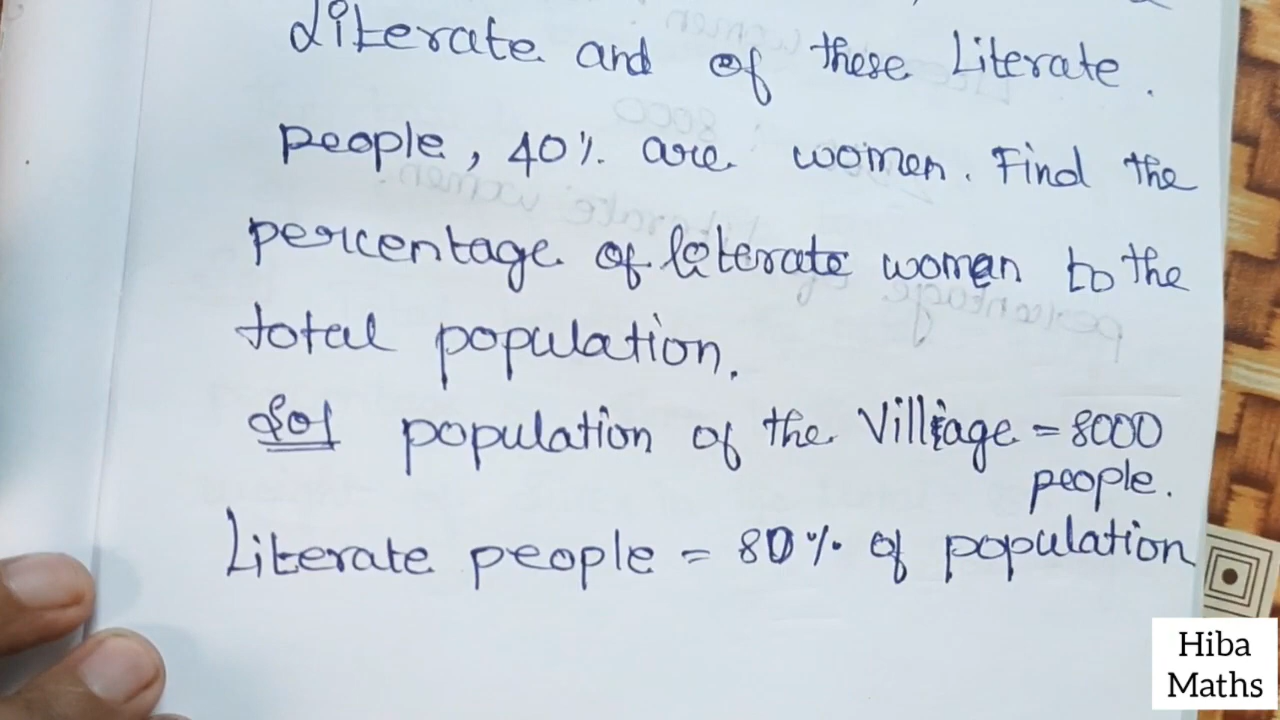 Literate and of these Literate.
people, 40%. are women. Find the
percentage of literate women to the
total population.
Sol population of the Village = 8000
people.
Literate people = 80% of population
Hiba
Maths